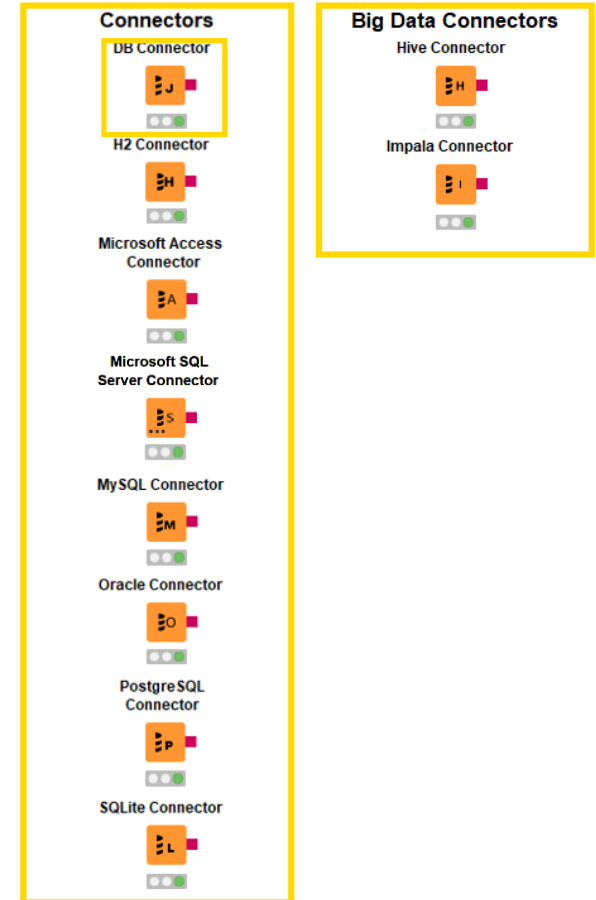 Connectors
DB Connector
J
H2 Connector
H
Microsoft Access
Connector
A
Microsoft SQL
Server Connector
S
MySQL Connector
M
Oracle Connector
O
PostgreSQL
Connector
P
SQLite Connector
L
Big Data Connectors
Hive Connector
H
Impala Connector
I